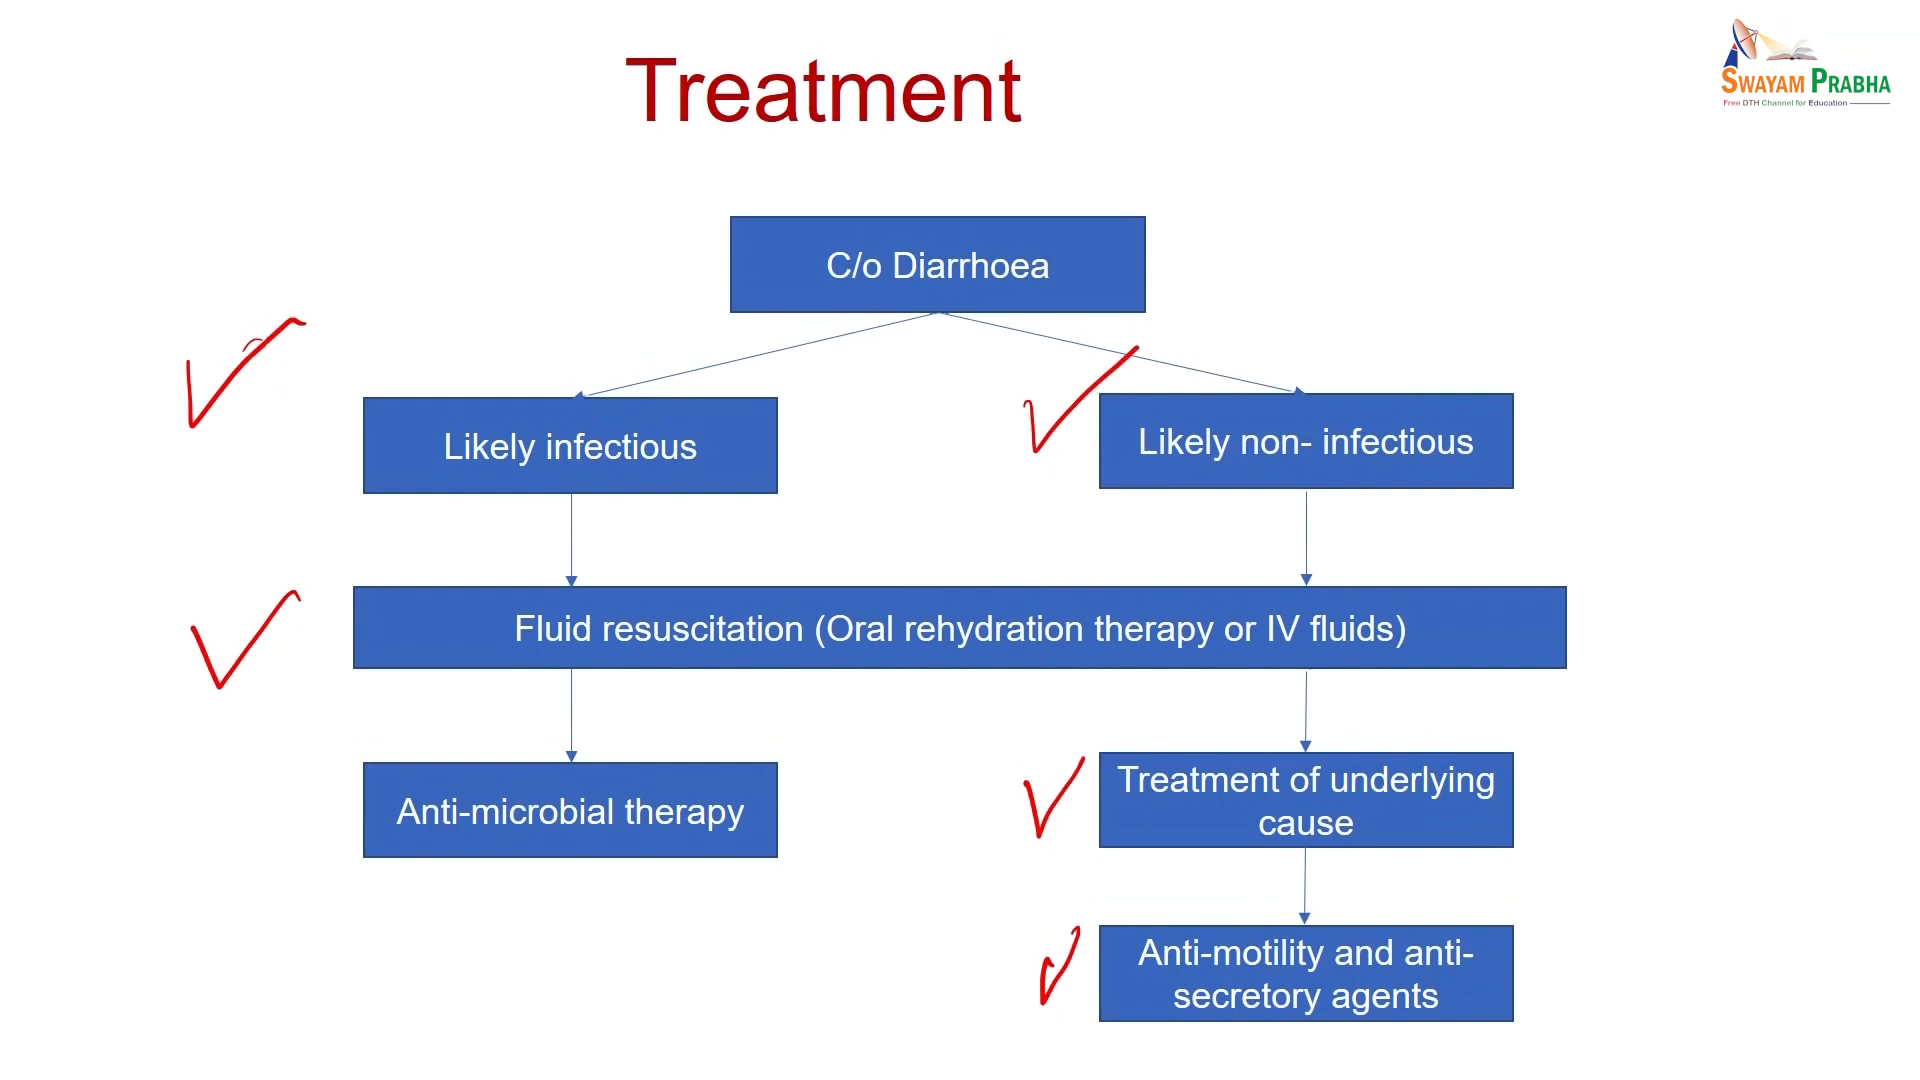 Treatment
SWAYAM PRABHA
Free DTH Channel for Education
C/o Diarrhoea
Likely infectious
Likely non- infectious
Fluid resuscitation (Oral rehydration therapy or IV fluids)
Anti-microbial therapy
Treatment of underlying
cause
Anti-motility and anti-
secretory agents